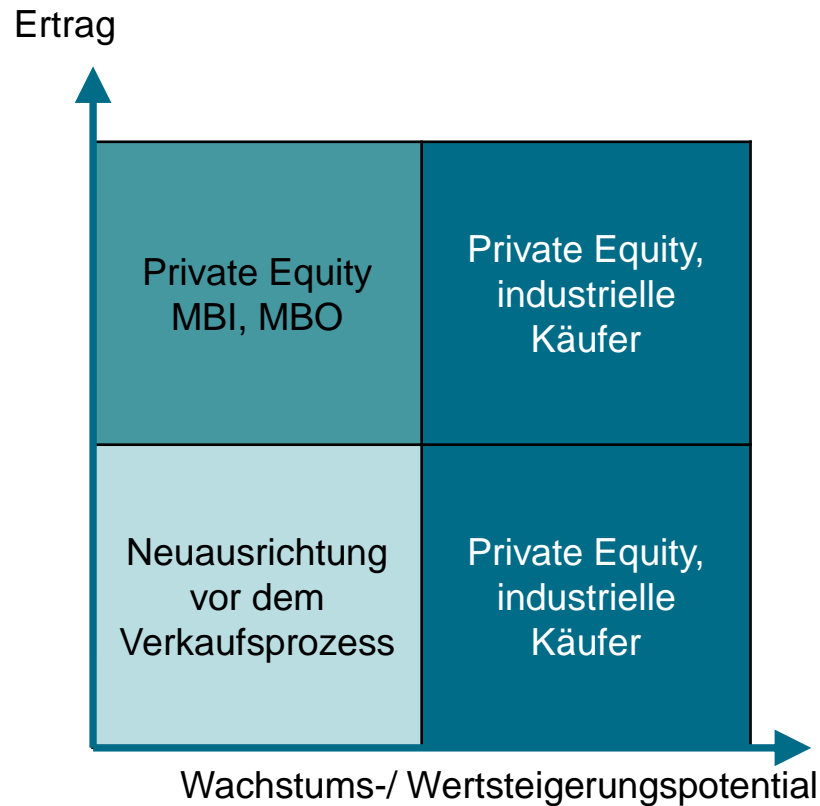 Ertrag
Private Equity
MBI, MBO
Private Equity,
industrielle
Käufer
Neuausrichtung
vor dem
Verkaufsprozess
Private Equity,
industrielle
Käufer
Wachstums-/ Wertsteigerungspotential